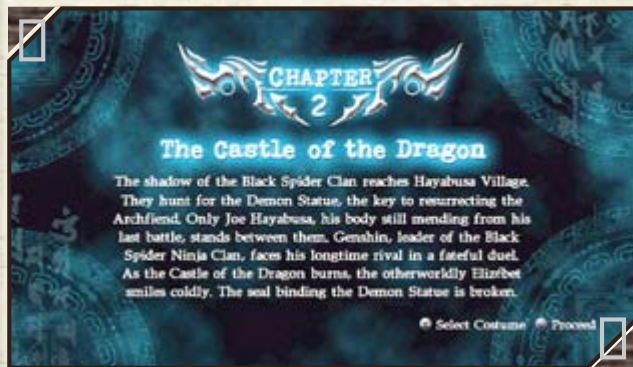 CHAPTER
2
The Castle of the Dragon
The shadow of the Black Spider Clan reaches Hayabusa Village.
They hunt for the Demon Statue, the key to resurrecting the
Archfiend. Only Joe Hayabusa, his body still mending from his
last battle, stands between them. Genshin, leader of the Black
Spider Ninja Clan, faces his longtime rival in a fateful duel.
As the Castle of the Dragon burns, the otherworldly Elizébet
smiles coldly. The seal binding the Demon Statue is broken.
Select Costume Proceed